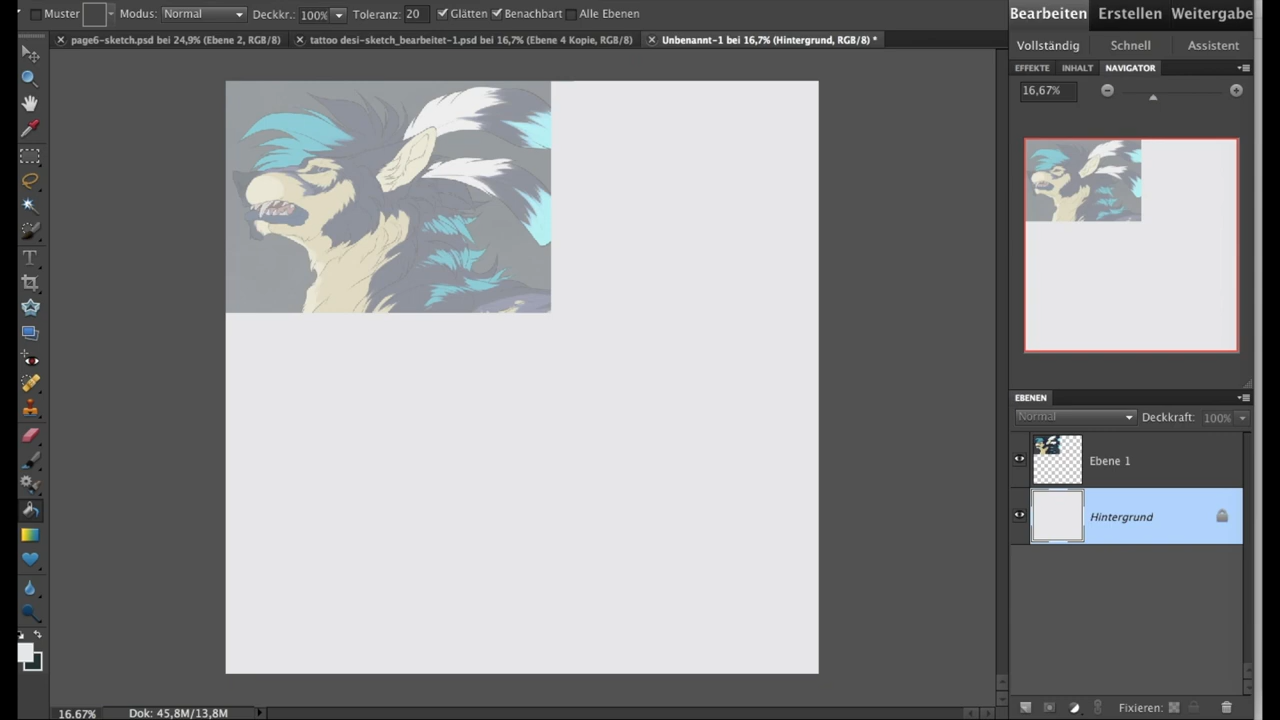 Muster Modus: Normal Deckkr.: 100% Toleranz: 20 Glätten Benachbart Alle Ebenen
Bearbeiten Erstellen Weitergabe
page6-sketch.psd bei 24,9% (Ebene 2, RGB/8) tattoo desi-sketch_bearbeitet-1.psd bei 16,7% (Ebene 4 Kopie, RGB/8) Unbenannt-1 bei 16,7% (Hintergrund, RGB/8) *
Vollständig Schnell Assistent
EFFEKTE INHALT NAVIGATOR
16,67%
EBENEN
Normal Deckkraft: 100%
Ebene 1
Hintergrund
Fixieren:
16.67% Dok: 45,8M/13,8M